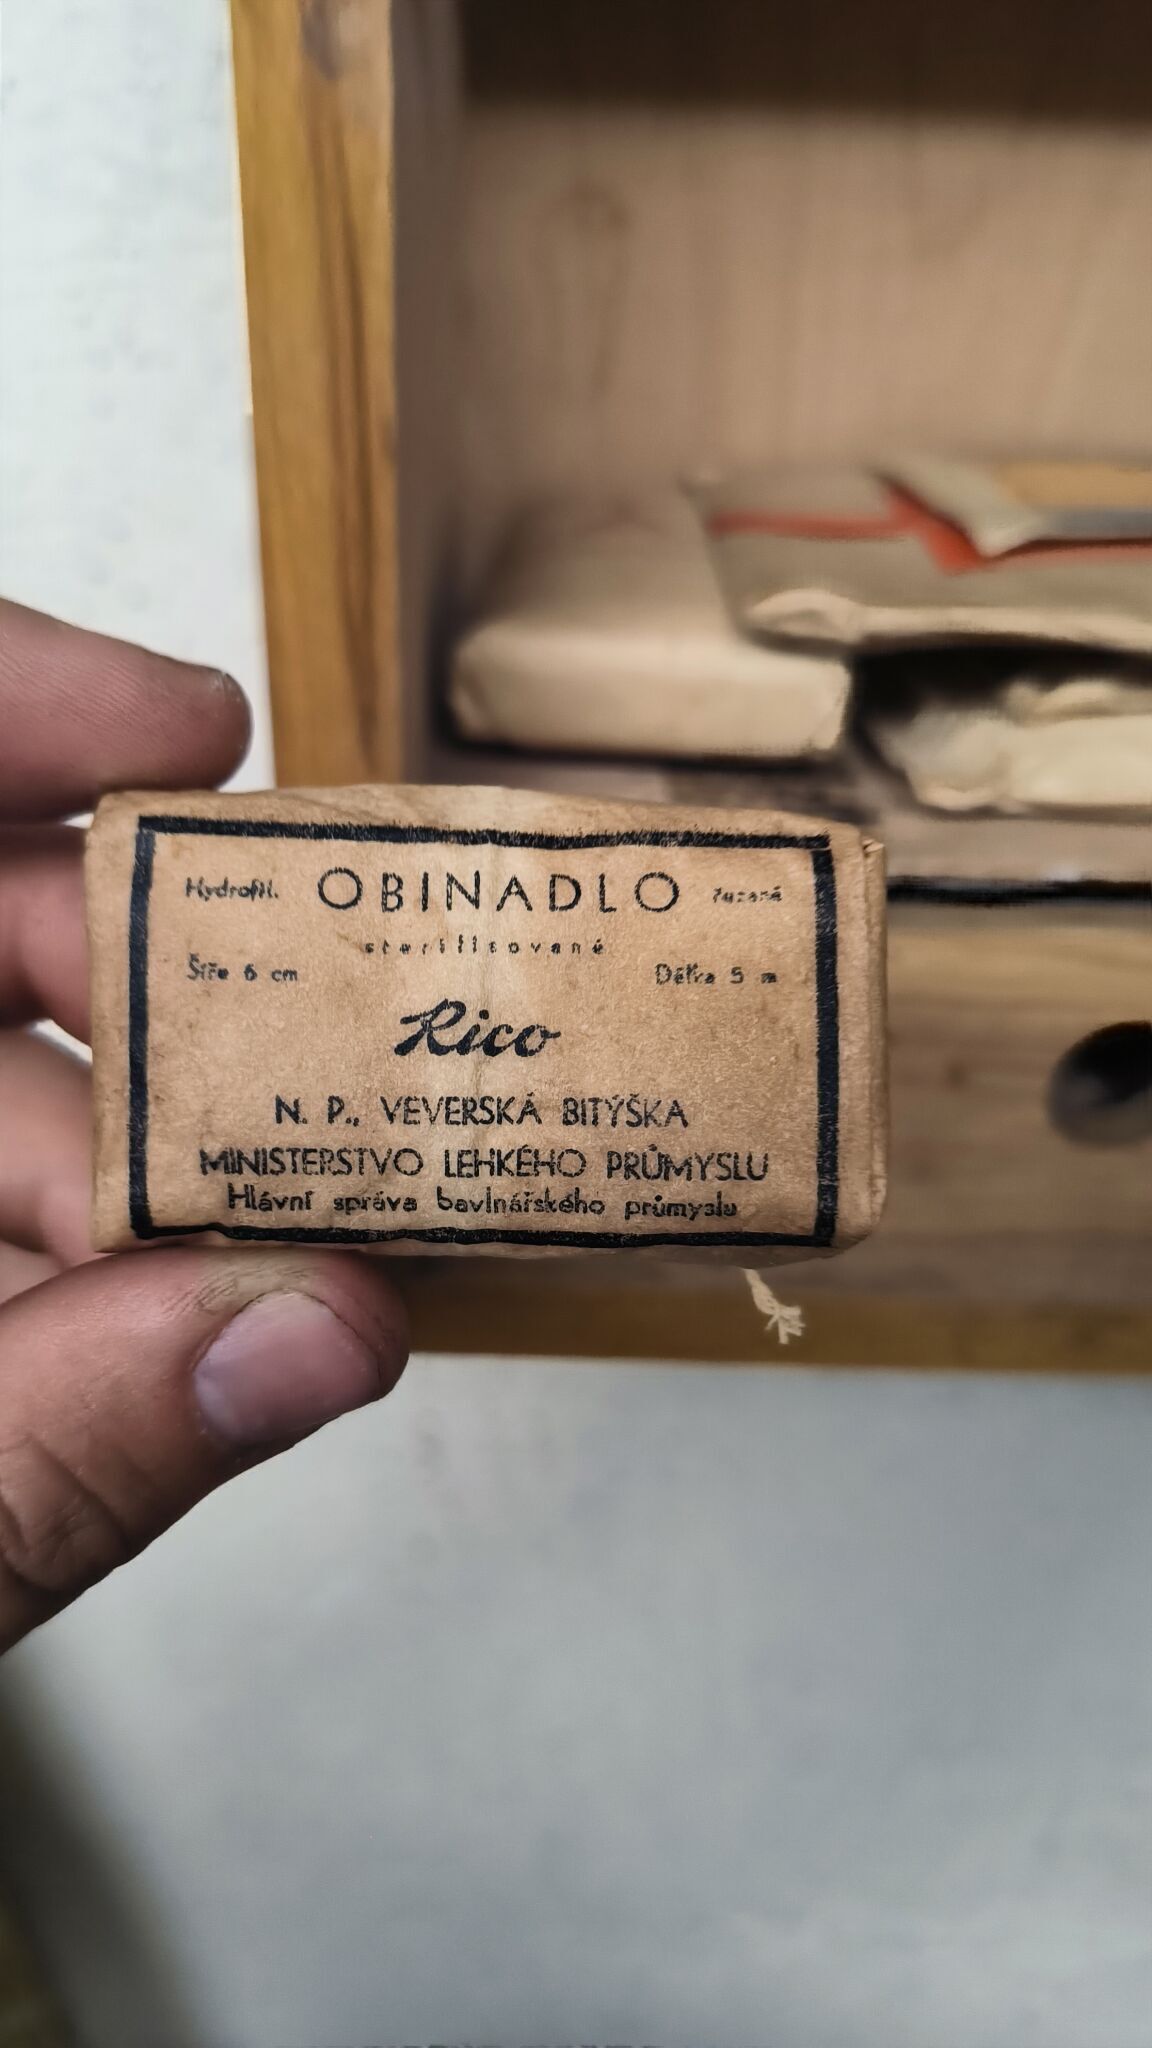 Hydrofil. OBINADLO řezané
sterilisované
Šíře 6 cm Délka 5 m
Rico
N. P., VEVERSKÁ BITÝŠKA
MINISTERSTVO LEHKÉHO PRŮMYSLU
Hlavní správa bavlnářského průmyslu